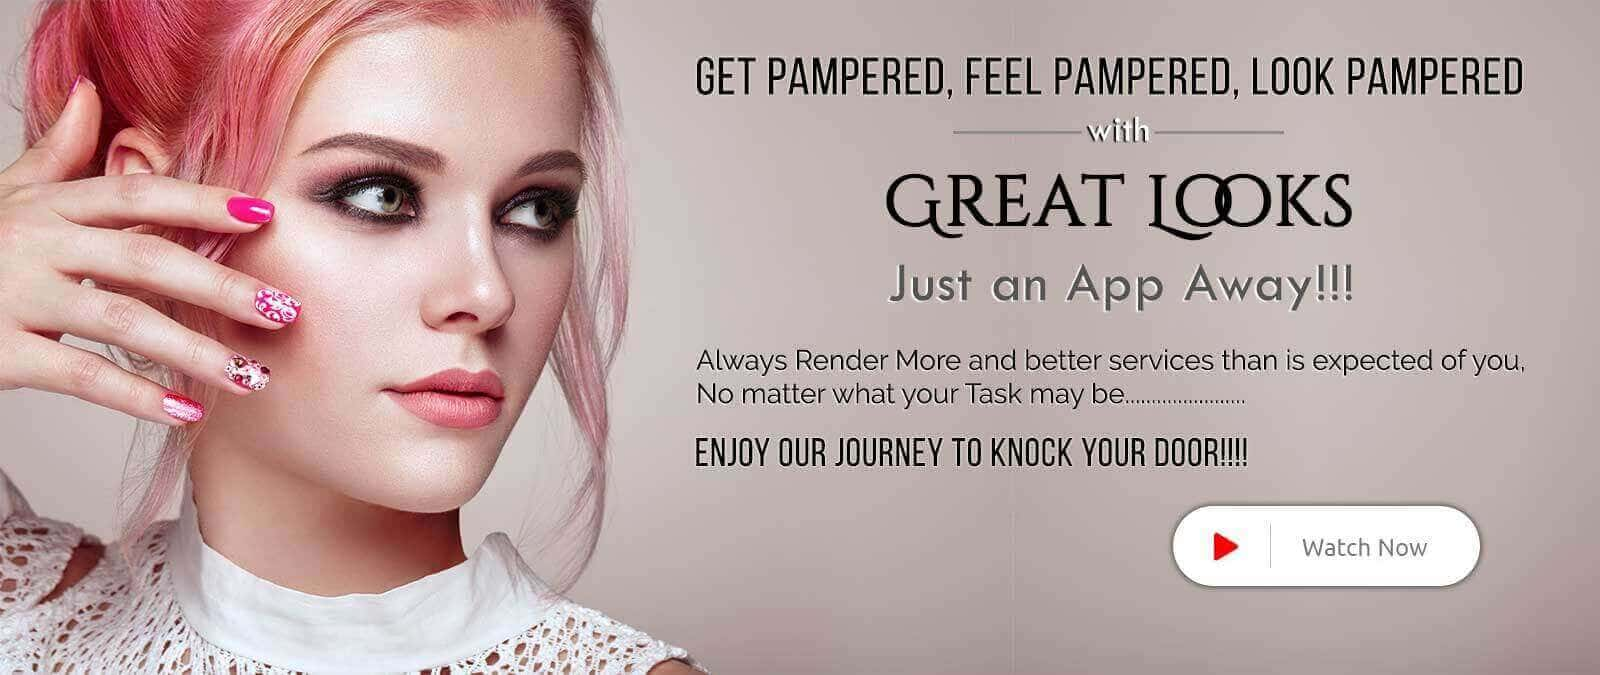 GET PAMPERED, FEEL PAMPERED, LOOK PAMPERED
with
GREAT LOOKS
Just an App Away!!!
Always Render More and better services than is expected of you,
No matter what your Task may be.......................
ENJOY OUR JOURNEY TO KNOCK YOUR DOOR!!!!
Watch Now